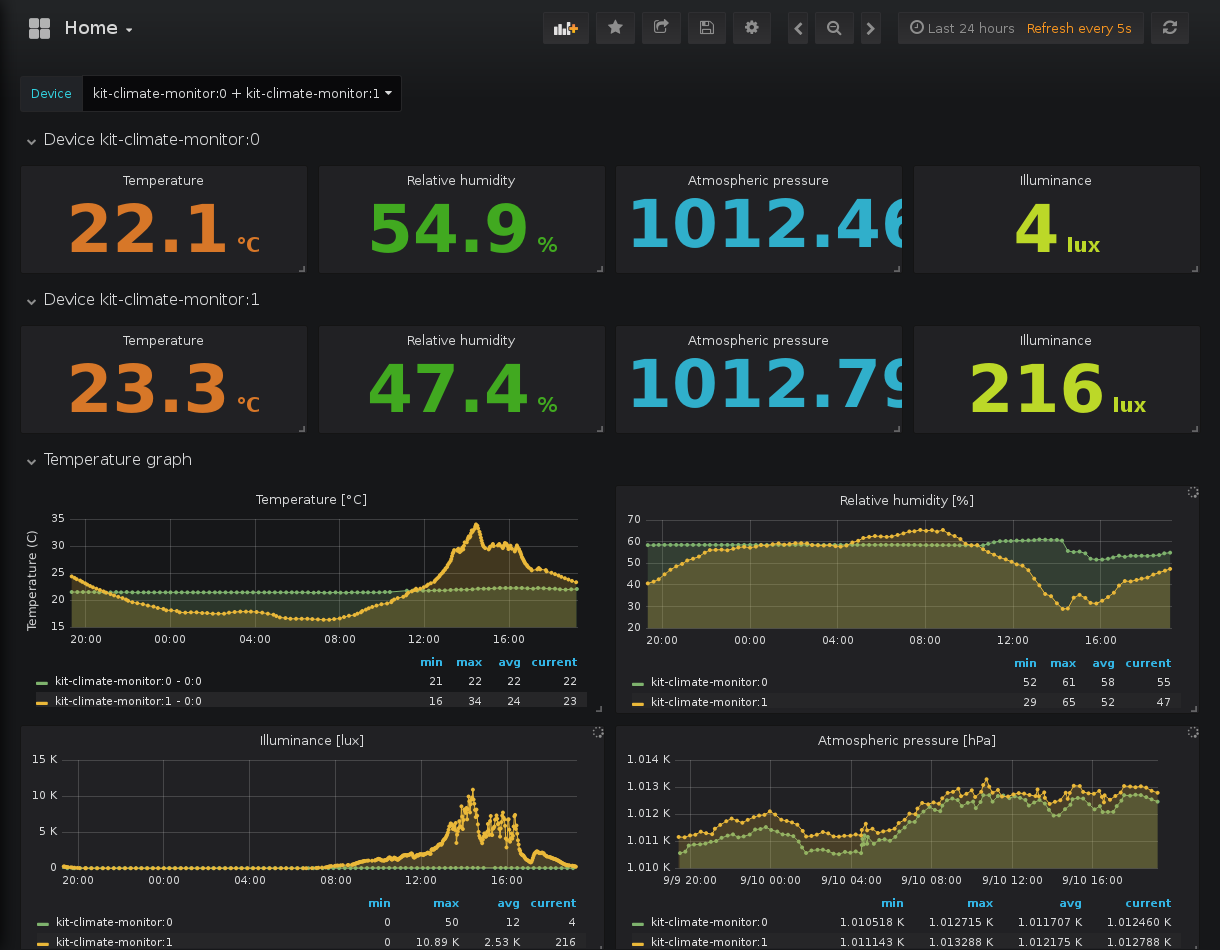 Home
Last 24 hours Refresh every 5s
Device kit-climate-monitor:0 + kit-climate-monitor:1
Device kit-climate-monitor:0
Temperature Relative humidity Atmospheric pressure Illuminance
22.1 °C 54.9 % 1012.46 4 lux
Device kit-climate-monitor:1
Temperature Relative humidity Atmospheric pressure Illuminance
23.3 °C 47.4 % 1012.79 216 lux
Temperature graph
Temperature [°C]
Temperature (C)
35
30
25
20
15
20:00 00:00 04:00 08:00 12:00 16:00
min max avg current
kit-climate-monitor:0 - 0:0 21 22 22 22
kit-climate-monitor:1 - 0:0 16 34 24 23
Relative humidity [%]
70
60
50
40
30
20
20:00 00:00 04:00 08:00 12:00 16:00
min max avg current
kit-climate-monitor:0 52 61 58 55
kit-climate-monitor:1 29 65 52 47
Illuminance [lux]
15 K
10 K
5 K
0
20:00 00:00 04:00 08:00 12:00 16:00
min max avg current
kit-climate-monitor:0 0 50 12 4
kit-climate-monitor:1 0 10.89 K 2.53 K 216
Atmospheric pressure [hPa]
1.014 K
1.013 K
1.012 K
1.011 K
1.010 K
9/9 20:00 9/10 00:00 9/10 04:00 9/10 08:00 9/10 12:00 9/10 16:00
min max avg current
kit-climate-monitor:0 1.010518 K 1.012715 K 1.011707 K 1.012460 K
kit-climate-monitor:1 1.011143 K 1.013288 K 1.012175 K 1.012788 K